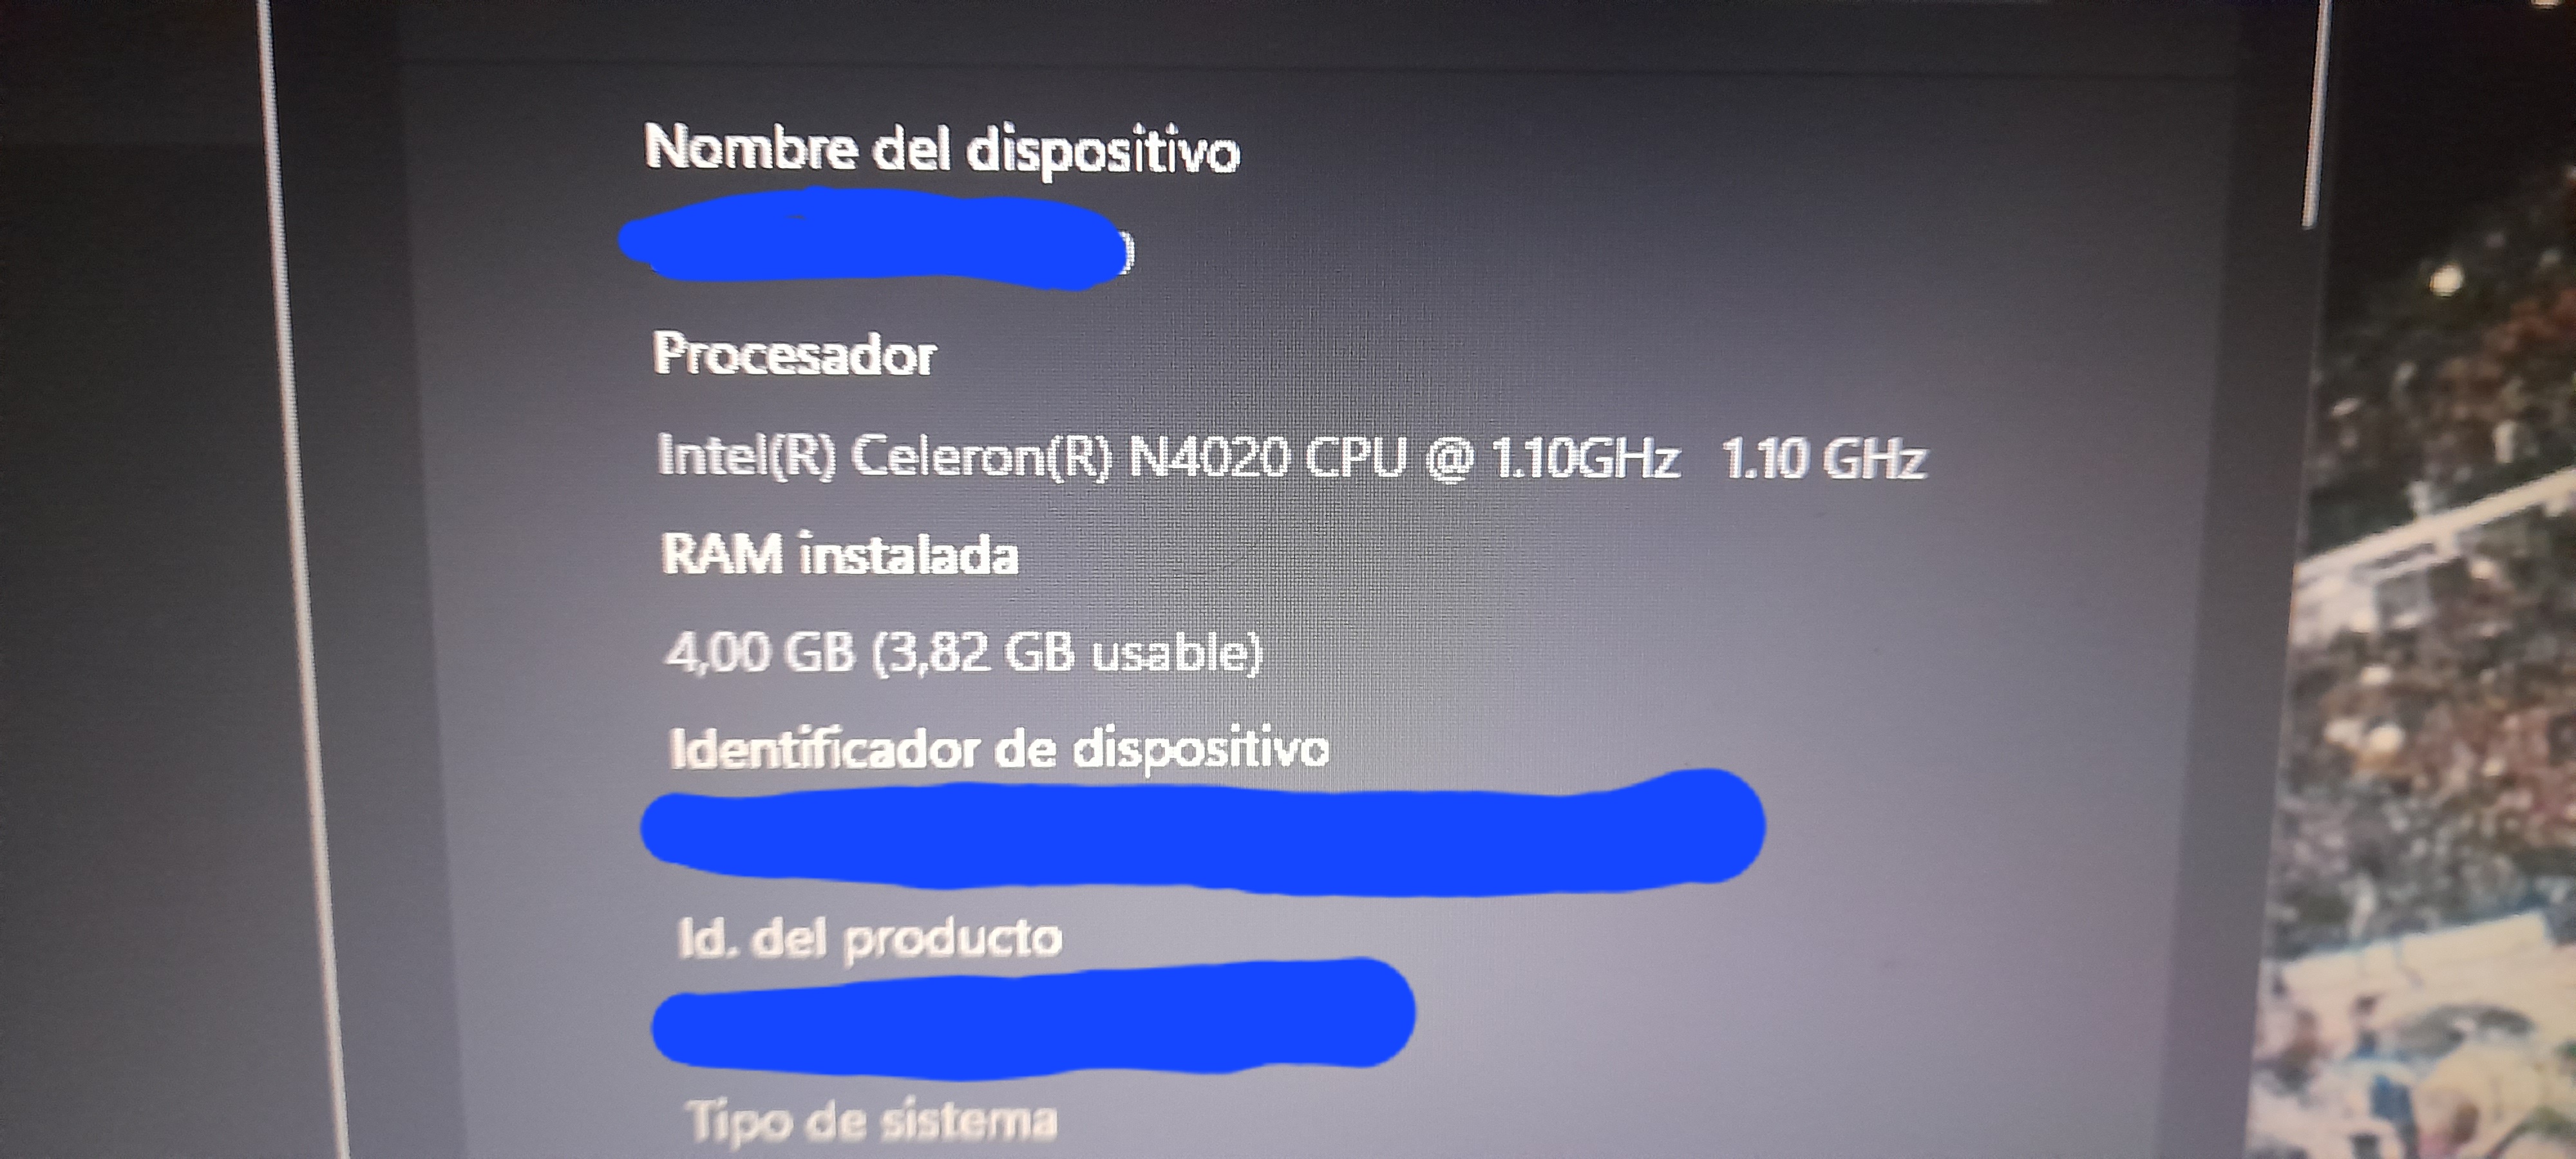 Nombre del dispositivo
Procesador
Intel(R) Celeron(R) N4020 CPU @ 1.10GHz 1.10 GHz
RAM instalada
4,00 GB (3,82 GB usable)
Identificador de dispositivo
Id. del producto
Tipo de sistema